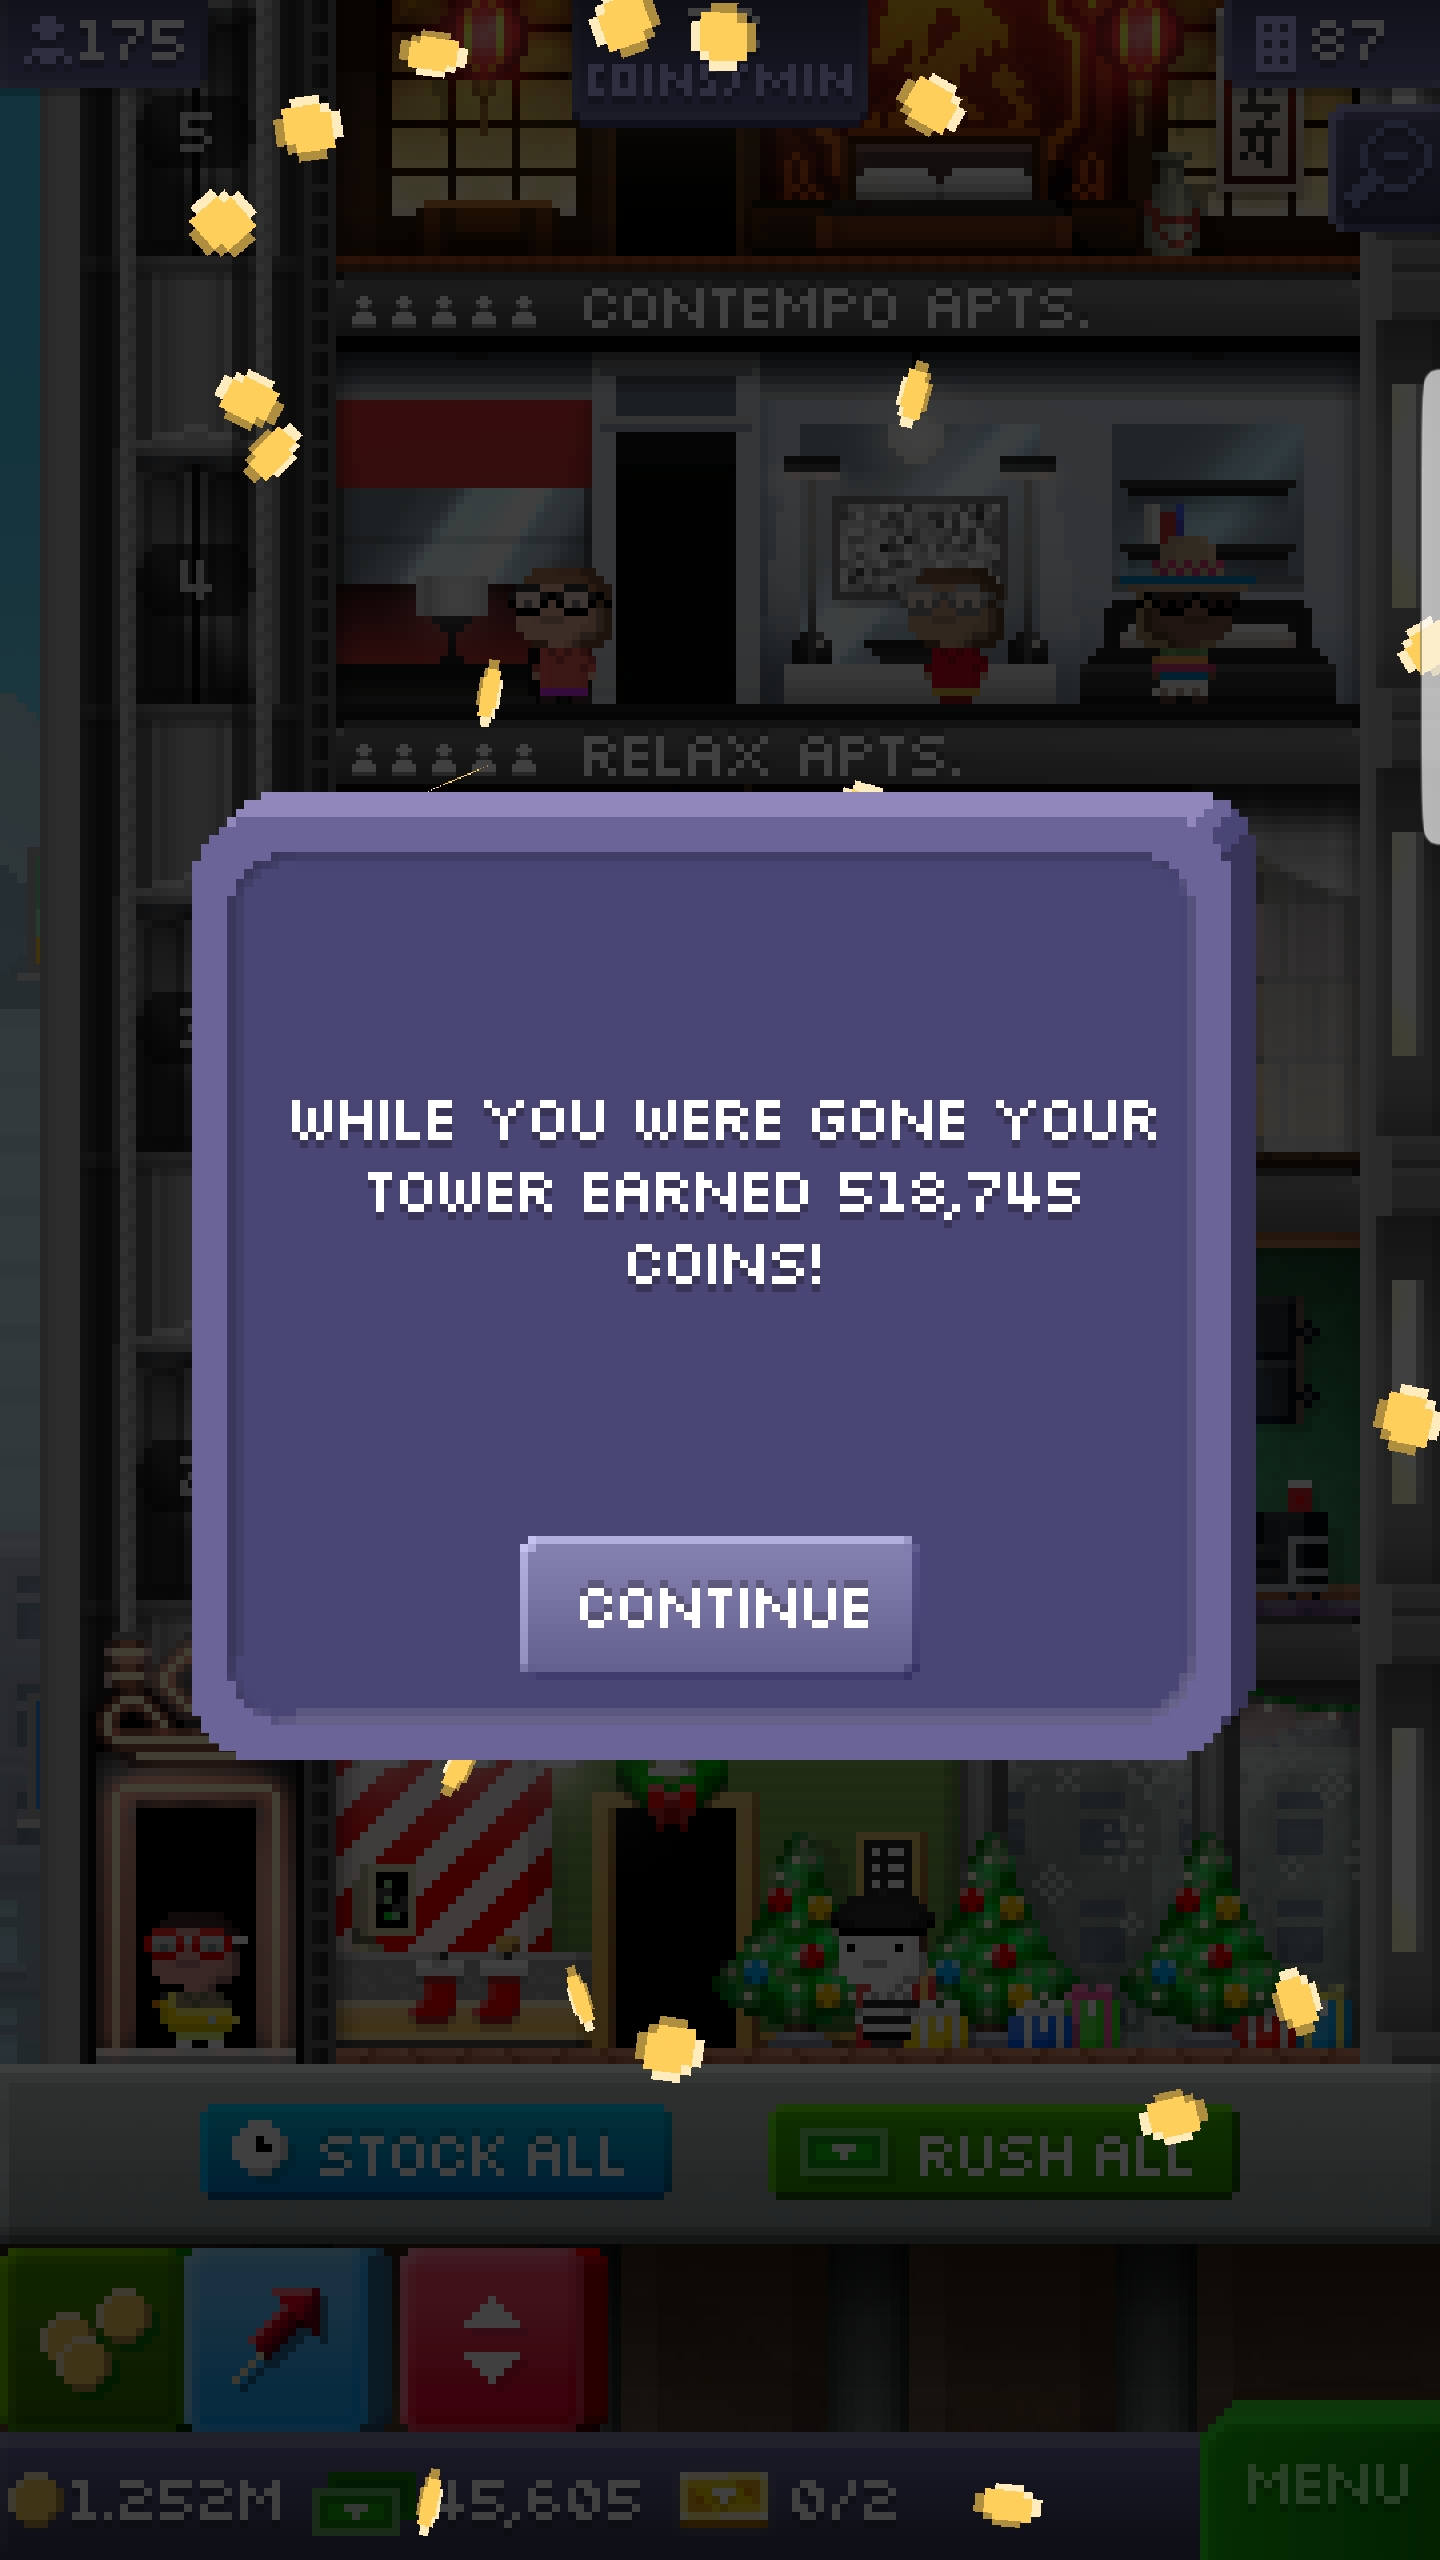 175
COINS/MIN
87
5
CONTEMPO APTS.
4
RELAX APTS.
WHILE YOU WERE GONE YOUR
TOWER EARNED 518,745
COINS!
CONTINUE
STOCK ALL
RUSH ALL
1.252M
45,605
0/2
MENU